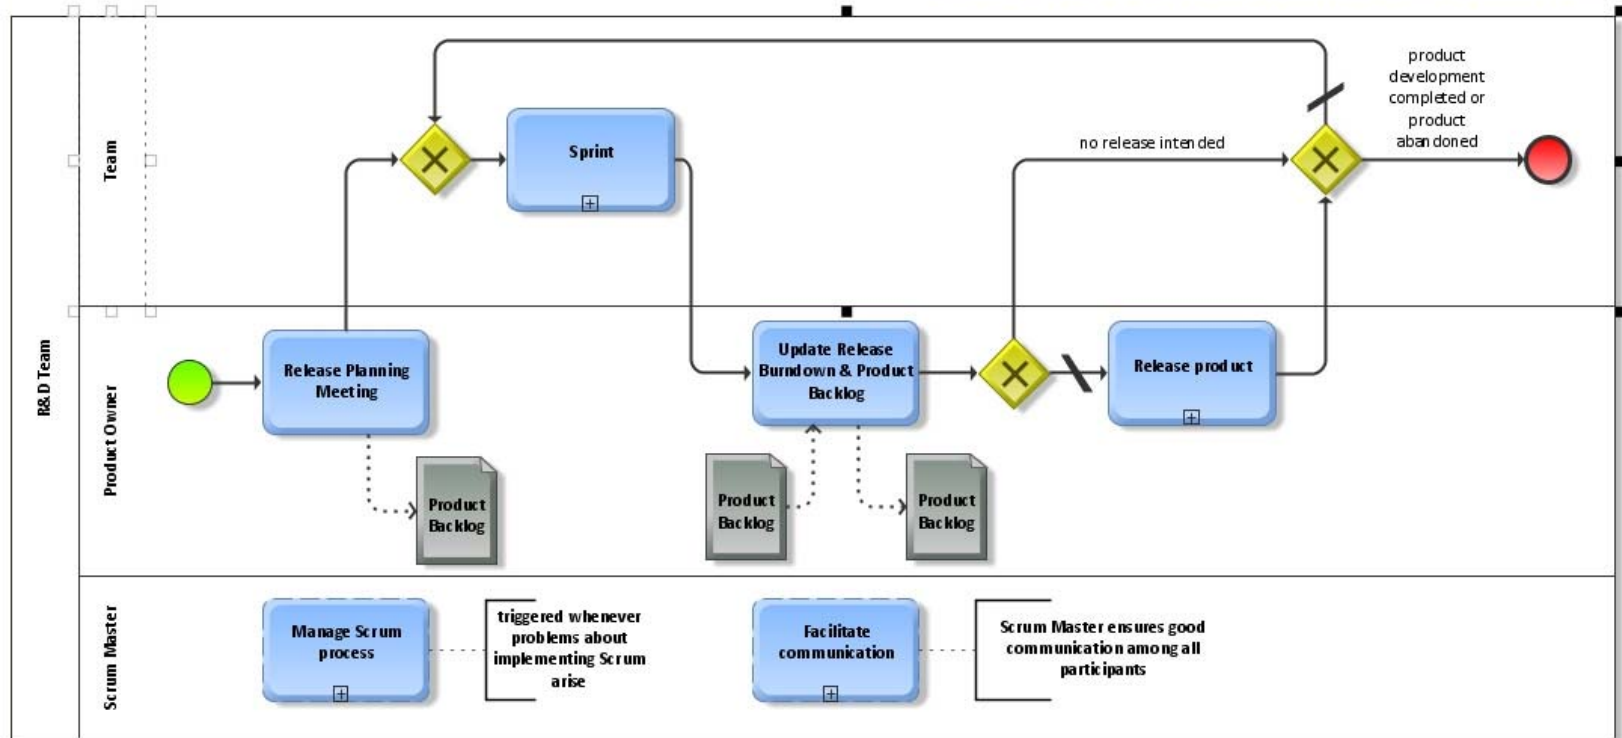 R&D Team
Team
Sprint
no release intended
product
development
completed or
product
abandoned
Product Owner
Release Planning
Meeting
Product
Backlog
Update Release
Burndown & Product
Backlog
Product
Backlog
Product
Backlog
Release product
Scrum Master
Manage Scrum
process
triggered whenever
problems about
implementing Scrum
arise
Facilitate
communication
Scrum Master ensures good
communication among all
participants